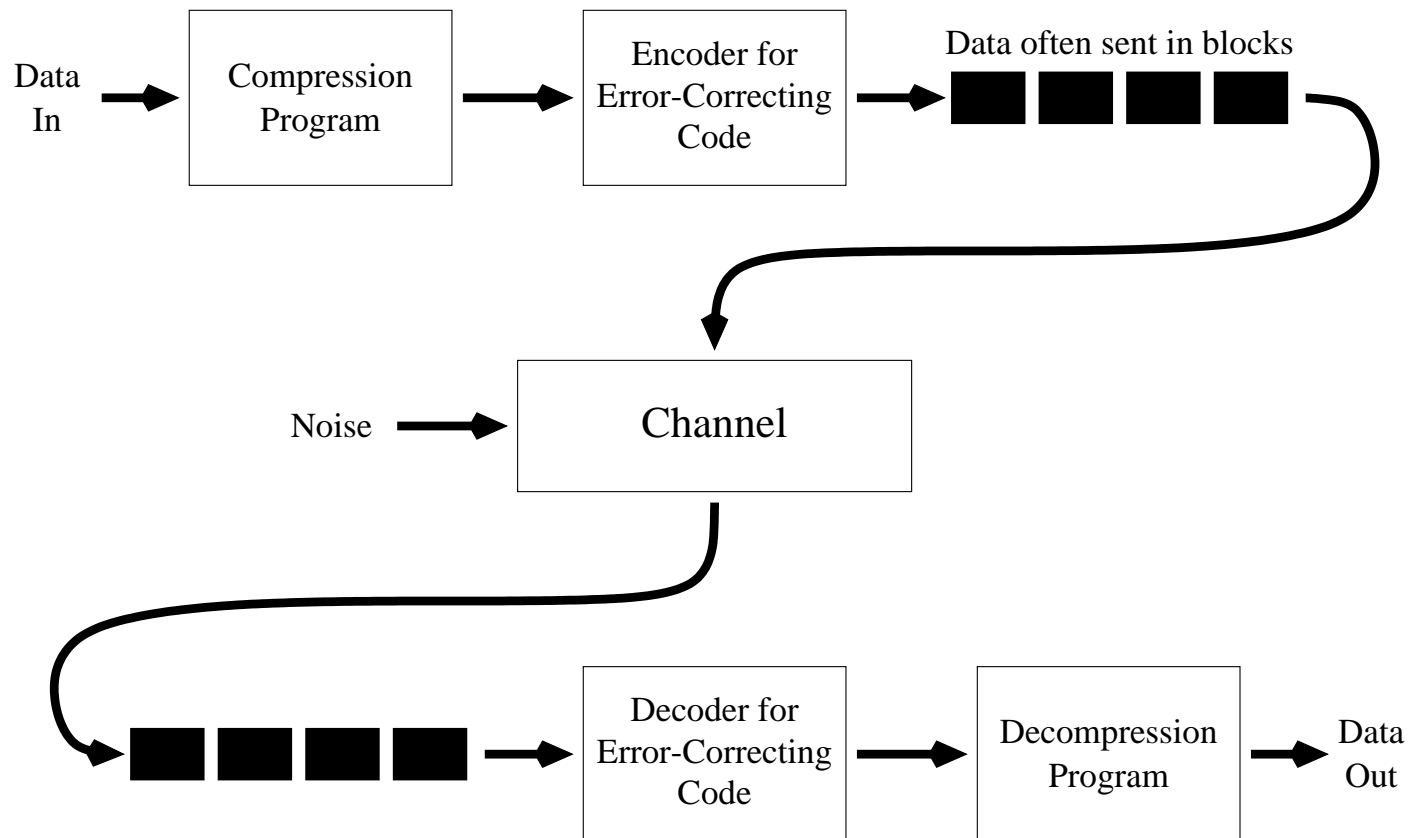 Data
In
Compression
Program
Encoder for
Error-Correcting
Code
Data often sent in blocks
Noise
Channel
Decoder for
Error-Correcting
Code
Decompression
Program
Data
Out